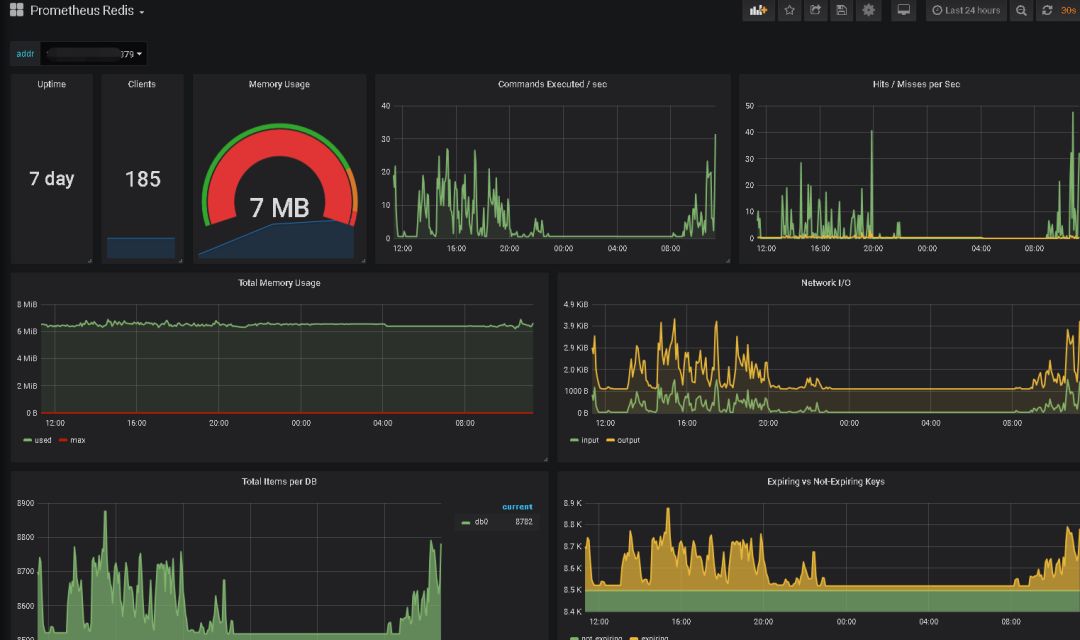 Prometheus Redis
Last 24 hours
30s
addr
379
Uptime
7 day
Clients
185
Memory Usage
7 MB
Commands Executed / sec
40
30
20
10
0
12:00 16:00 20:00 00:00 04:00 08:00
Hits / Misses per Sec
50
40
30
20
10
0
12:00 16:00 20:00 00:00 04:00 08:00
Total Memory Usage
8 MiB
6 MiB
4 MiB
2 MiB
0 B
12:00 16:00 20:00 00:00 04:00 08:00
used max
Network I/O
4.9 KiB
3.9 KiB
2.9 KiB
2.0 KiB
1000 B
0 B
12:00 16:00 20:00 00:00 04:00 08:00
input output
Total Items per DB
8900
8800
8700
8600
8500
current
db0 8782
Expiring vs Not-Expiring Keys
8.9 K
8.8 K
8.7 K
8.6 K
8.5 K
8.4 K
12:00 16:00 20:00 00:00 04:00 08:00
not expiring expiring